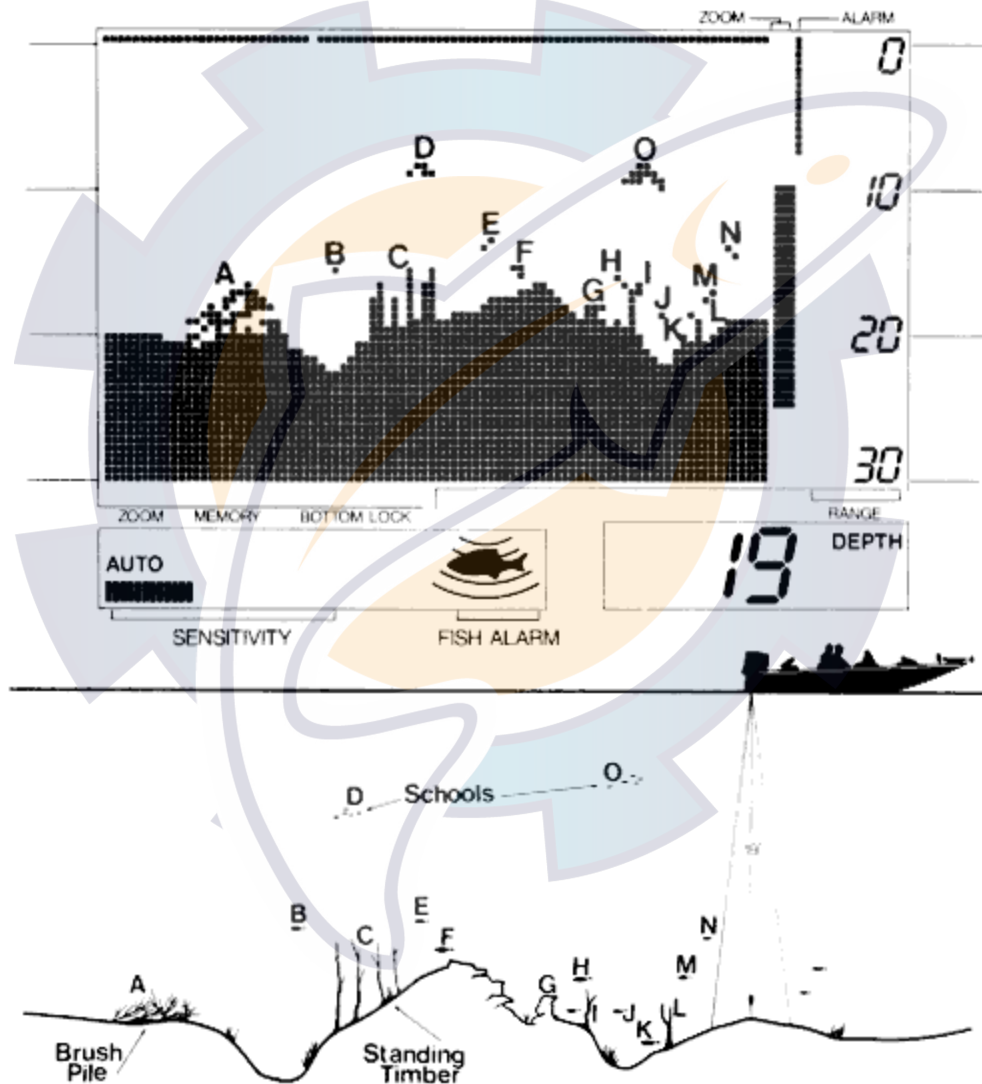 ZOOM ALARM
0
D O
10
E N
B C F H I M
A G J
K L
20
30
ZOOM MEMORY BOTTOM LOCK RANGE
AUTO 19 DEPTH
SENSITIVITY FISH ALARM
D Schools O
19'
B E
C F N
A H M
G I J L
K
Brush Standing
Pile Timber